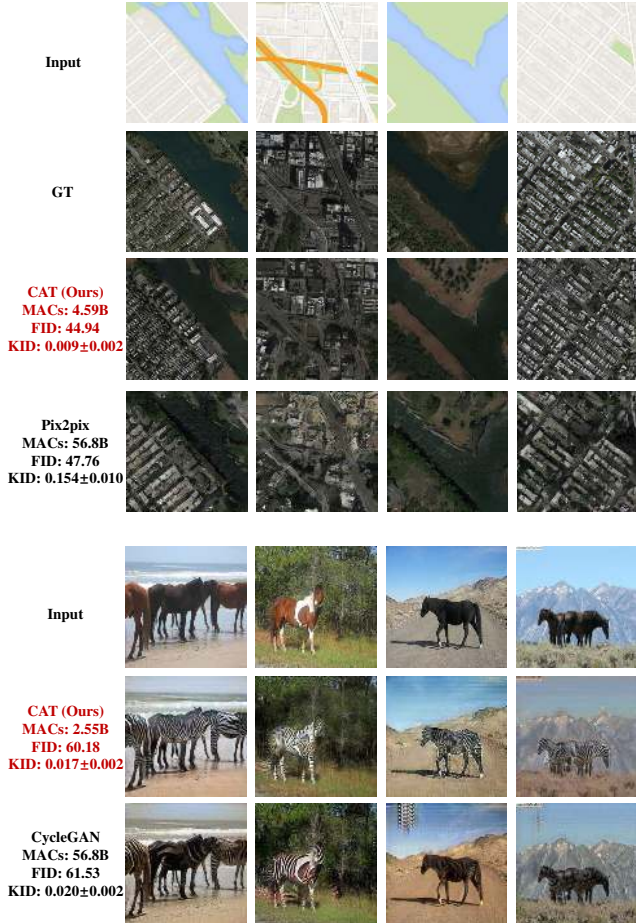 Input
GT
CAT (Ours)
MACs: 4.59B
FID: 44.94
KID: 0.009±0.002
Pix2pix
MACs: 56.8B
FID: 47.76
KID: 0.154±0.010
Input
CAT (Ours)
MACs: 2.55B
FID: 60.18
KID: 0.017±0.002
CycleGAN
MACs: 56.8B
FID: 61.53
KID: 0.020±0.002